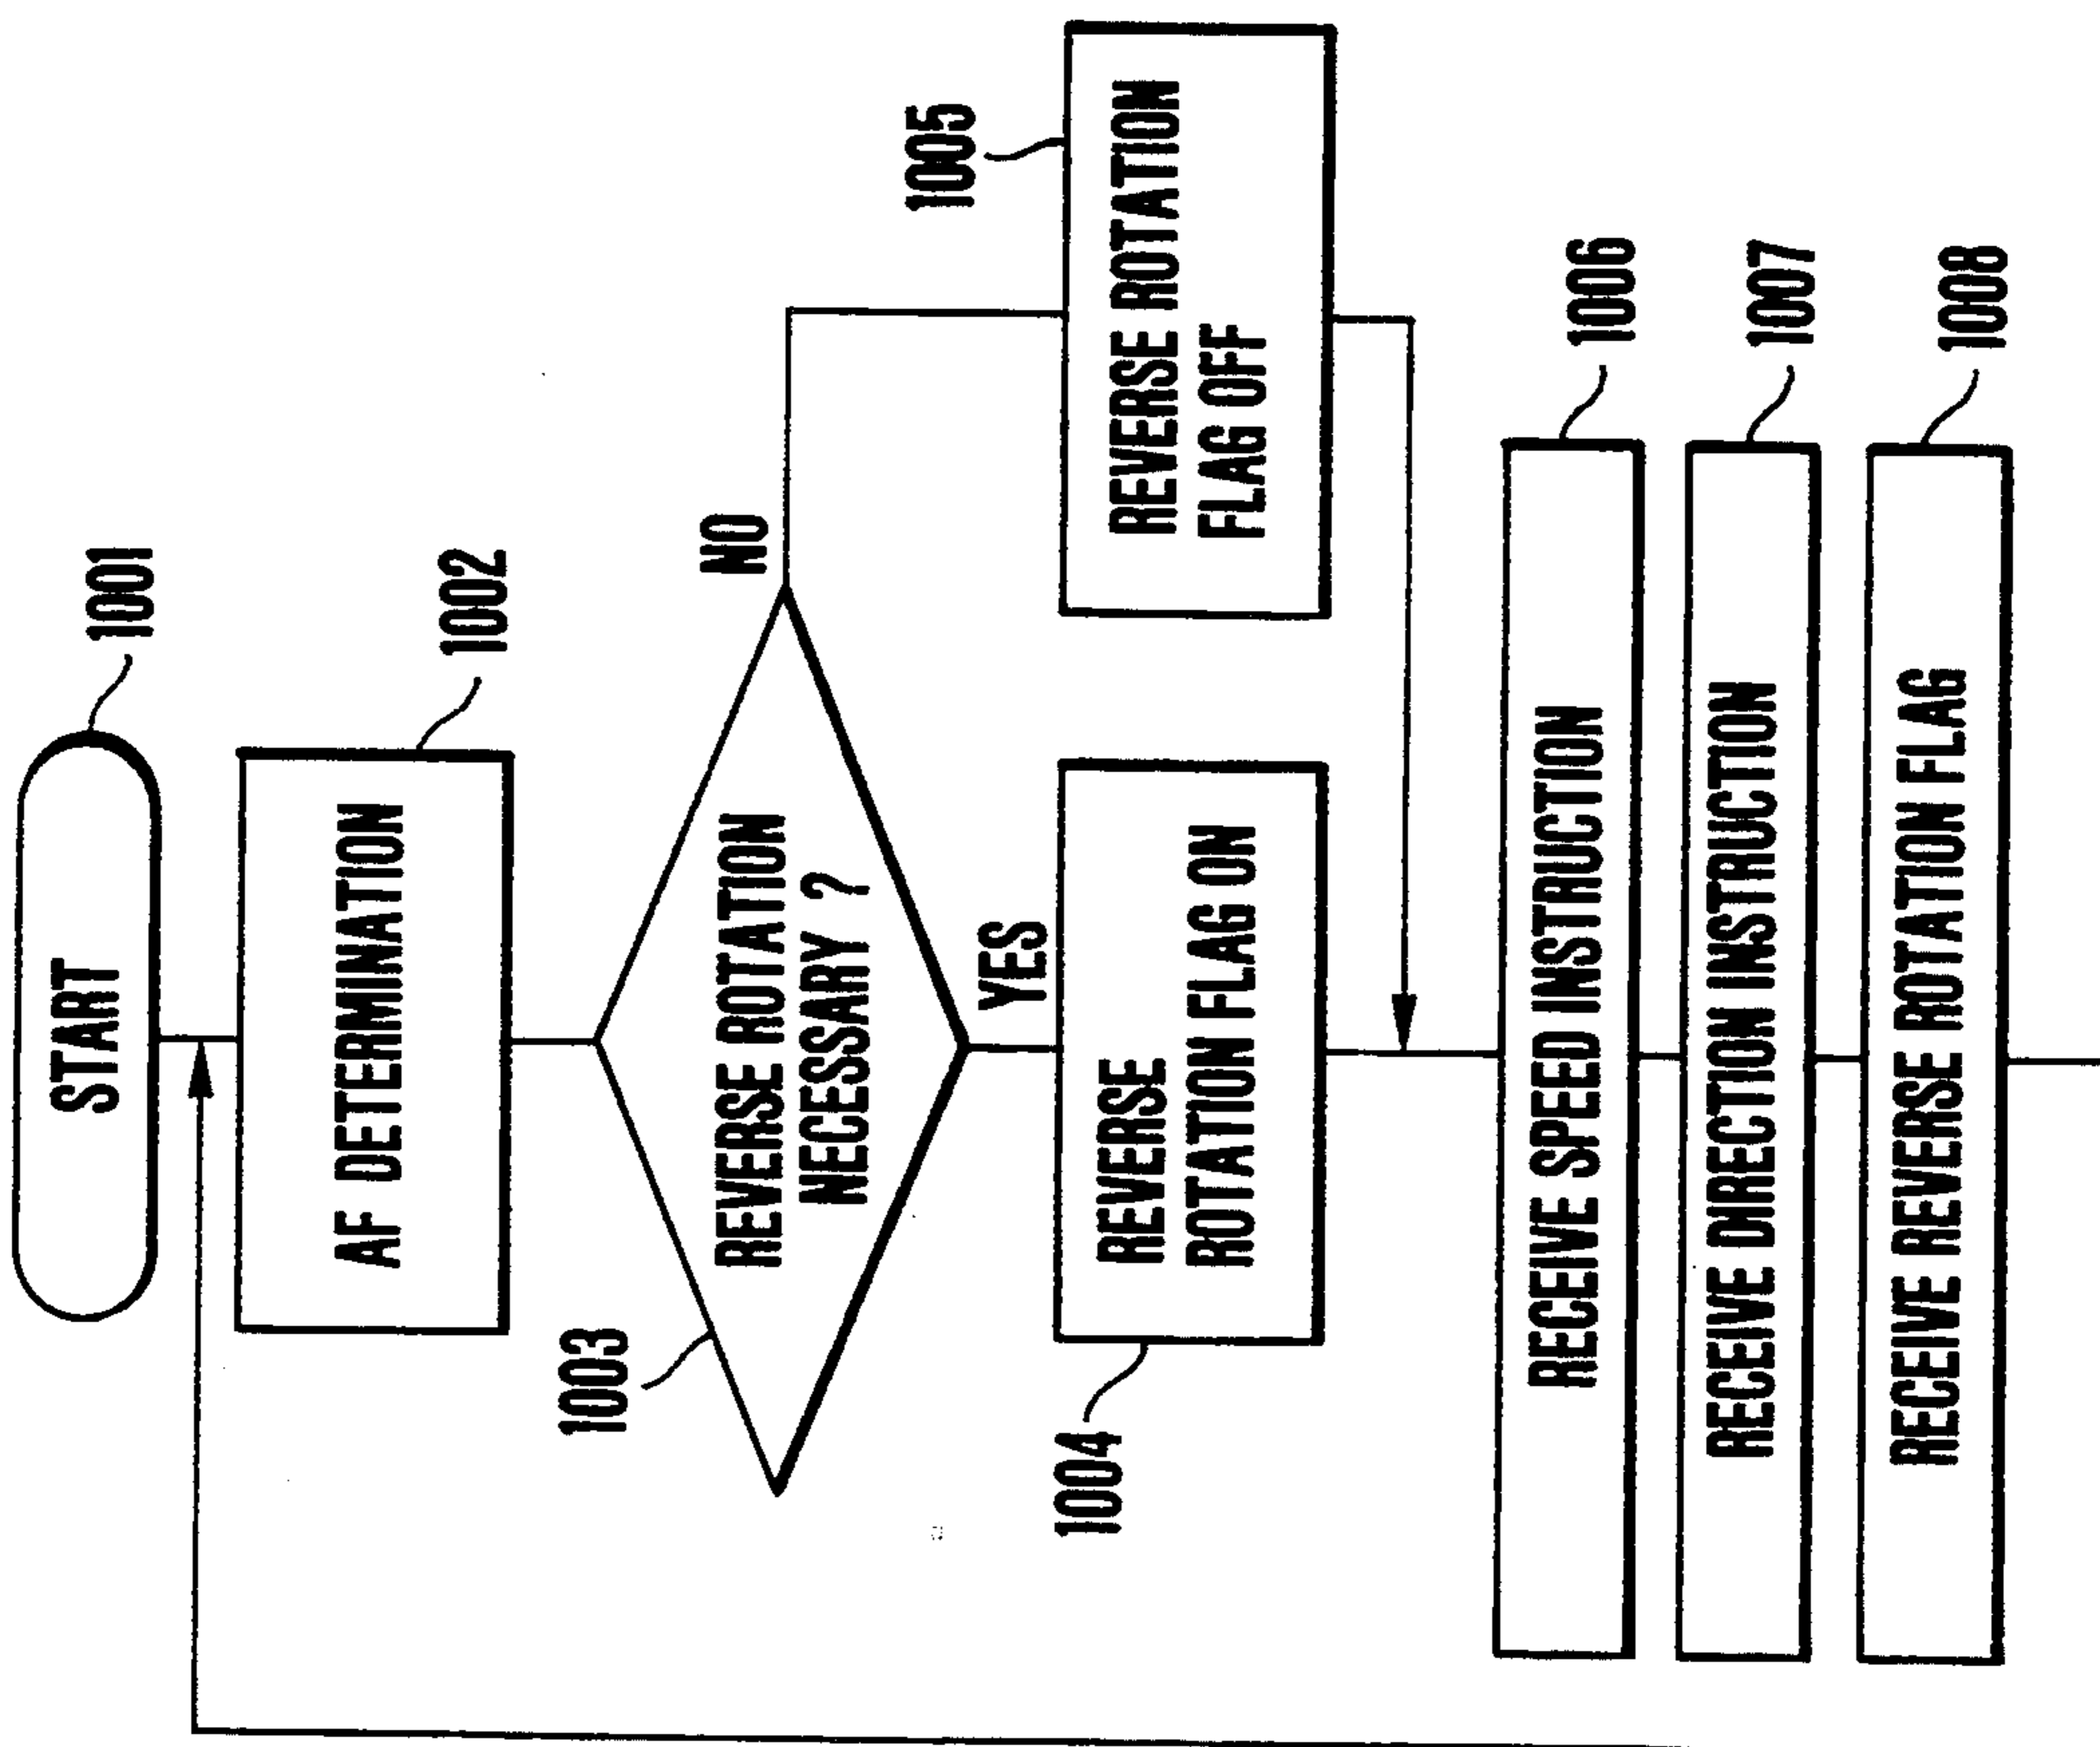 START
1001
AF DETERMINATION
1002
REVERSE ROTATION
NECESSARY ?
1003
NO
YES
REVERSE
ROTATION FLAG ON
1004
REVERSE ROTATION
FLAG OFF
1005
RECEIVE SPEED INSTRUCTION
1006
RECEIVE DIRECTION INSTRUCTION
1007
RECEIVE REVERSE ROTATION FLAG
1008